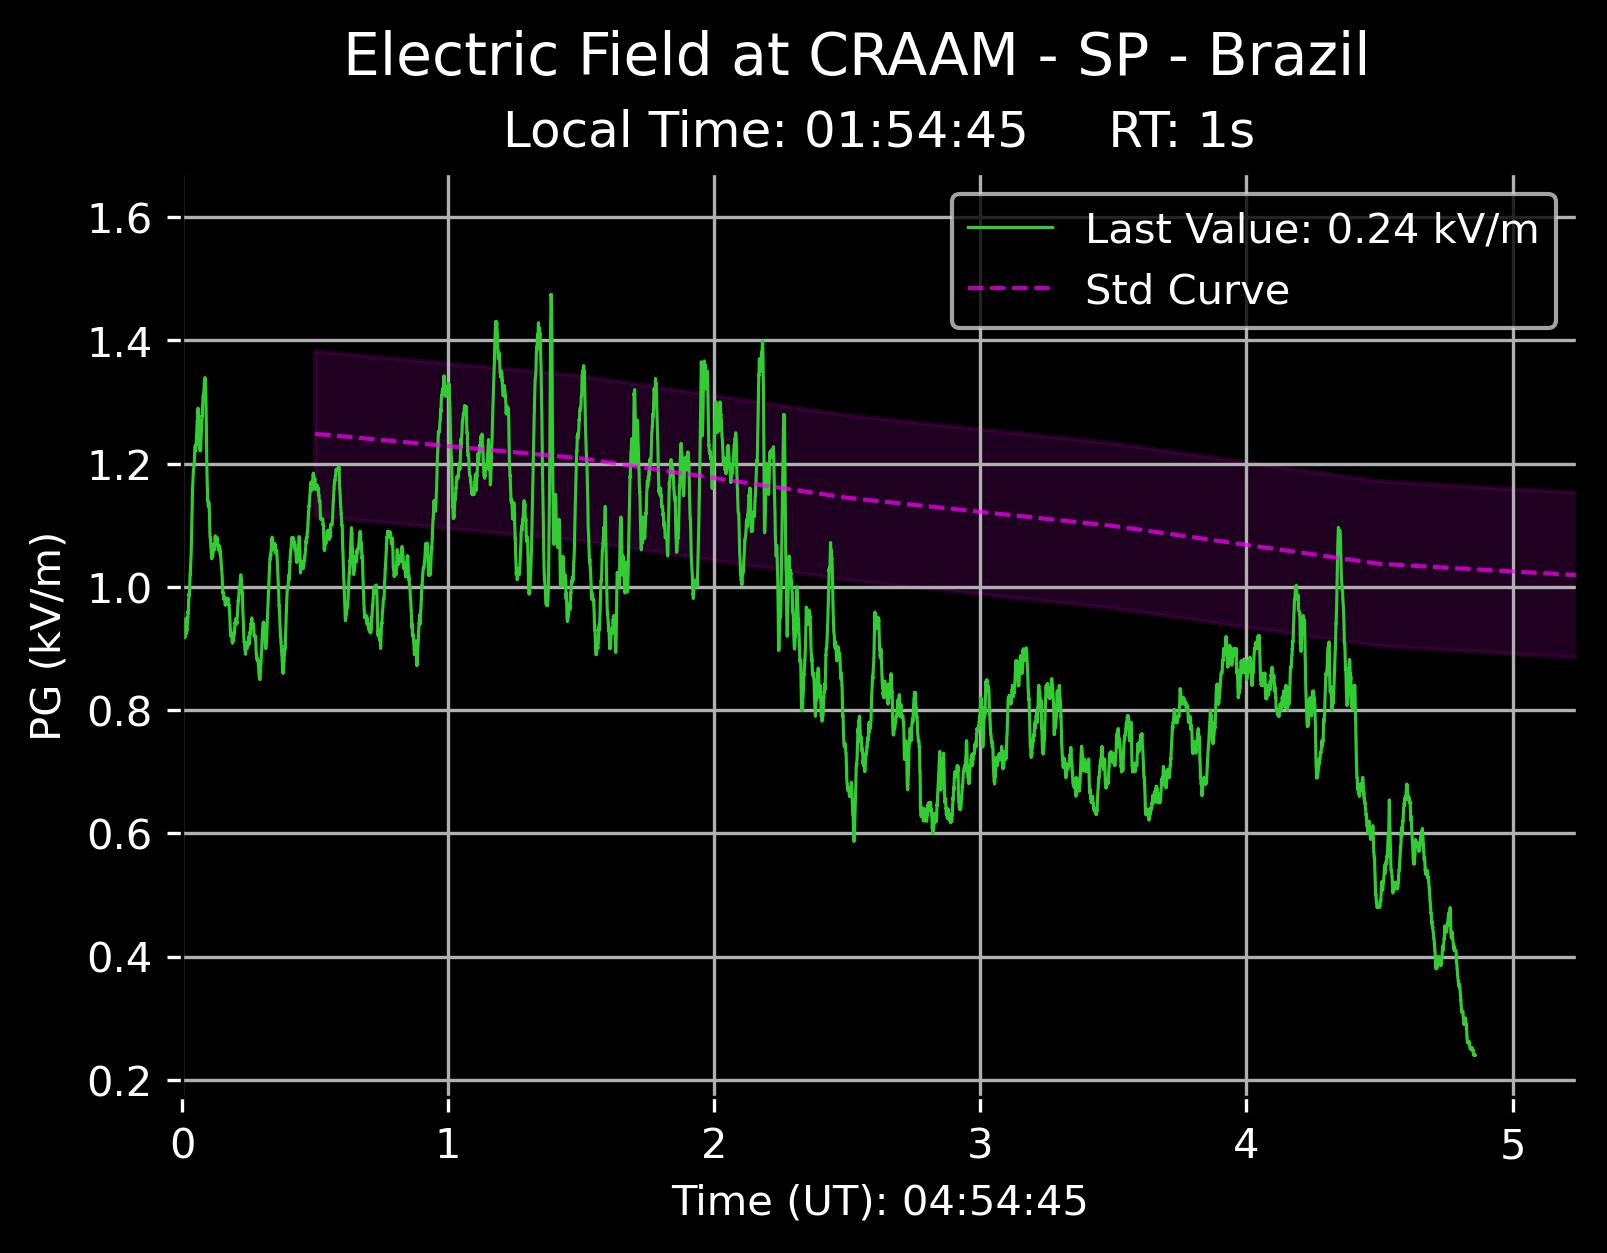 Electric Field at CRAAM - SP - Brazil
Local Time: 01:54:45 RT: 1s
Last Value: 0.24 kV/m
Std Curve
PG (kV/m)
1.6
1.4
1.2
1.0
0.8
0.6
0.4
0.2
0 1 2 3 4 5
Time (UT): 04:54:45